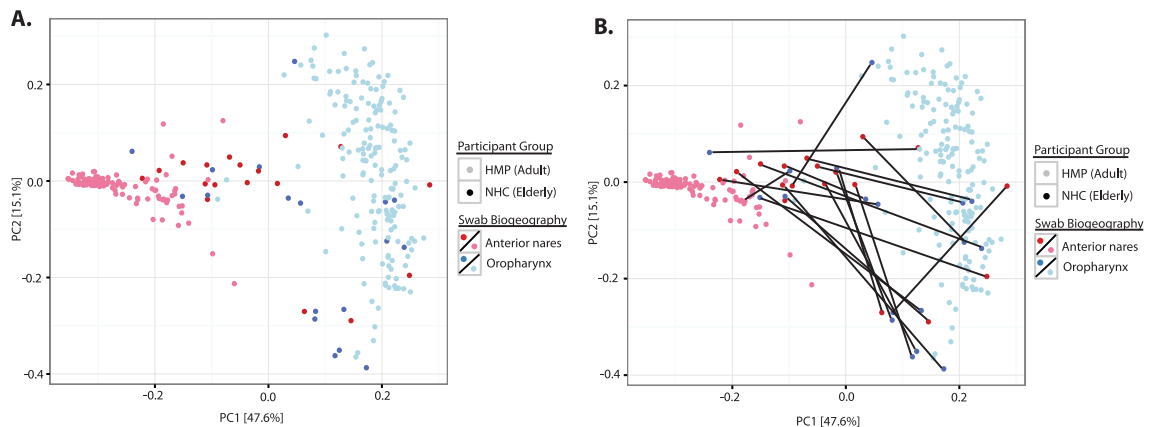 A.
0.2
0.0
−0.2
−0.4
−0.2
0.0
0.2
PC1 [47.6%]
PC2 [15.1%]
Participant Group
HMP (Adult)
NHC (Elderly)
Swab Biogeography
Anterior nares
Oropharynx
B.
0.2
0.0
−0.2
−0.4
−0.2
0.0
0.2
PC1 [47.6%]
PC2 [15.1%]
Participant Group
HMP (Adult)
NHC (Elderly)
Swab Biogeography
Anterior nares
Oropharynx